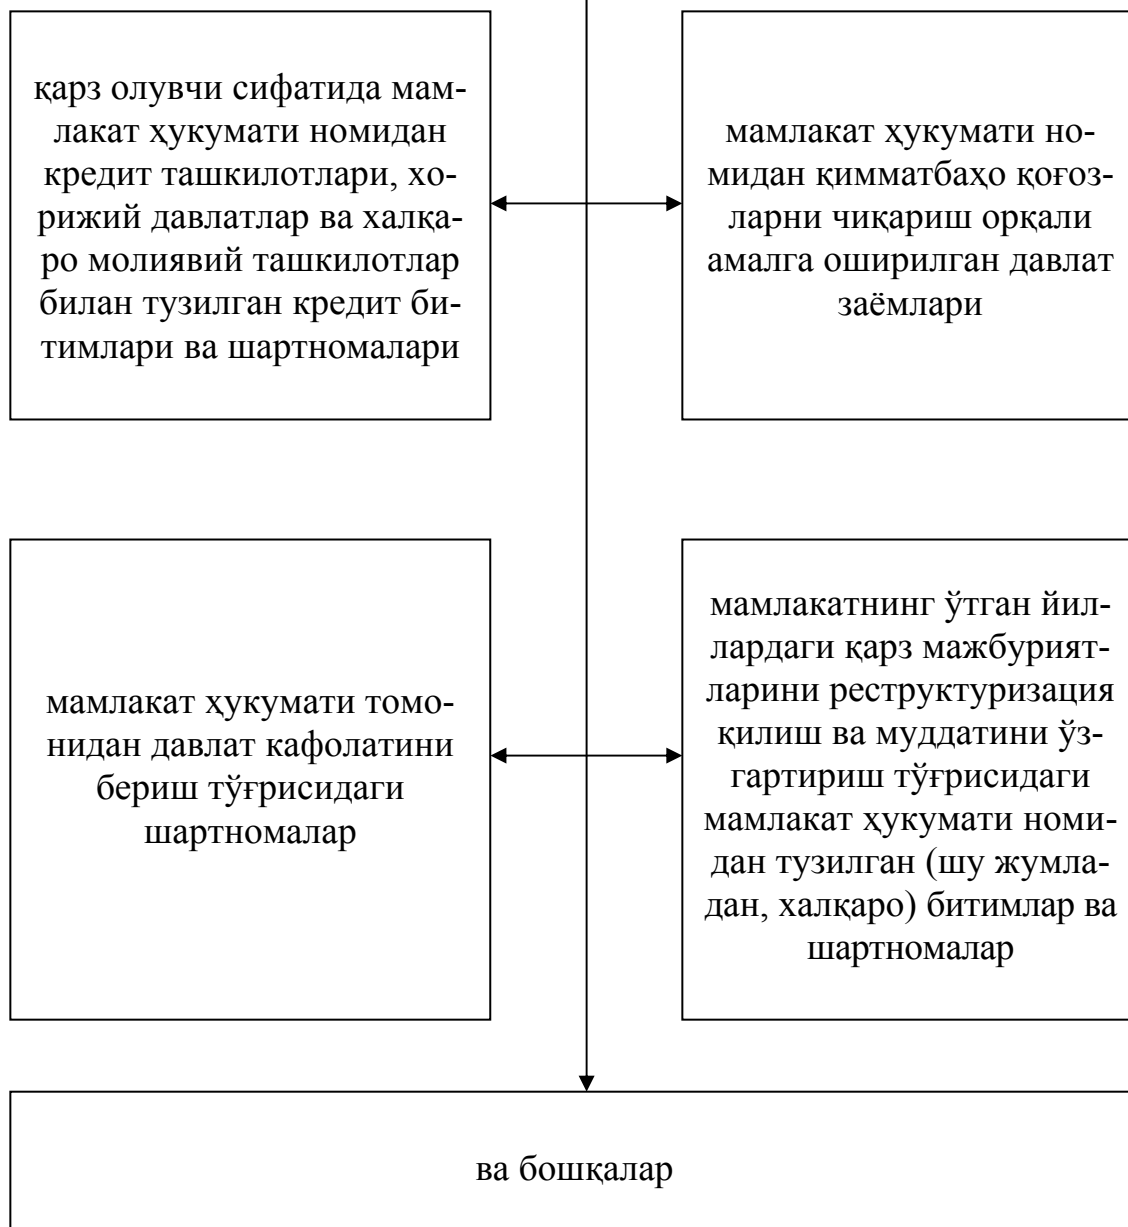 қарз олувчи сифатида мам-
лакат ҳукумати номидан
кредит ташкилотлари, хо-
рижий давлатлар ва халқа-
ро молиявий ташкилотлар
билан тузилган кредит би-
тимлари ва шартномалари
мамлакат ҳукумати но-
мидан қимматбаҳо қоғоз-
ларни чиқариш орқали
амалга оширилган давлат
заёмлари
мамлакат ҳукумати томо-
нидан давлат кафолатини
бериш тўғрисидаги
шартномалар
мамлакатнинг ўтган йил-
лардаги қарз мажбурият-
ларини реструктуризация
қилиш ва муддатини ўз-
гартириш тўғрисидаги
мамлакат ҳукумати номи-
дан тузилган (шу жумла-
дан, халқаро) битимлар ва
шартномалар
ва бошқалар